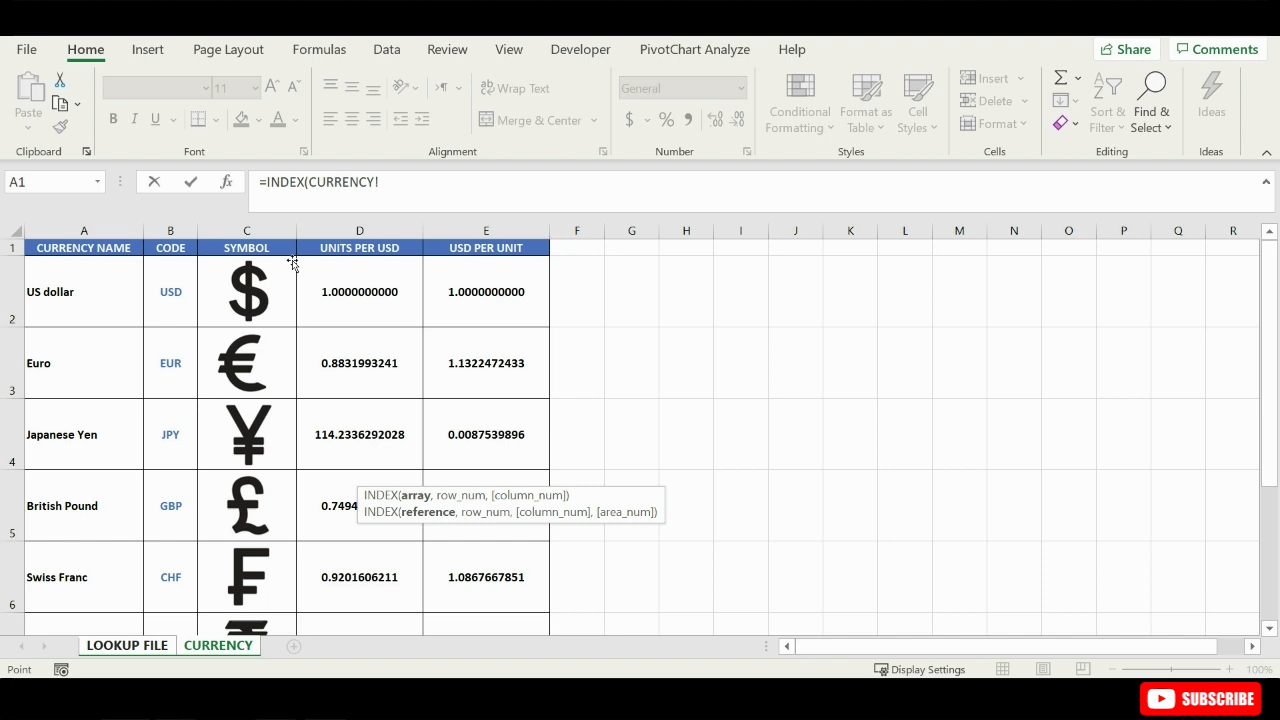 File Home Insert Page Layout Formulas Data Review View Developer PivotChart Analyze Help Share Comments
Paste
11
B I U
Wrap Text
Merge & Center
General
$ % 9
Conditional Formatting
Format as Table
Cell Styles
Insert
Delete
Format
Sort & Filter
Find & Select
Ideas
Clipboard Font Alignment Number Styles Cells Editing Ideas
A1 fx =INDEX(CURRENCY!
A B C D E F G H I J K L M N O P Q R
1 CURRENCY NAME CODE SYMBOL UNITS PER USD USD PER UNIT
2 US dollar USD $ 1.0000000000 1.0000000000
3 Euro EUR € 0.8831993241 1.1322472433
4 Japanese Yen JPY ¥ 114.2336292028 0.0087539896
INDEX(array, row_num, [column_num])
INDEX(reference, row_num, [column_num], [area_num])
5 British Pound GBP £ 0.7494
6 Swiss Franc CHF ₣ 0.9201606211 1.0867667851
LOOKUP FILE CURRENCY
Point Display Settings 100%
SUBSCRIBE